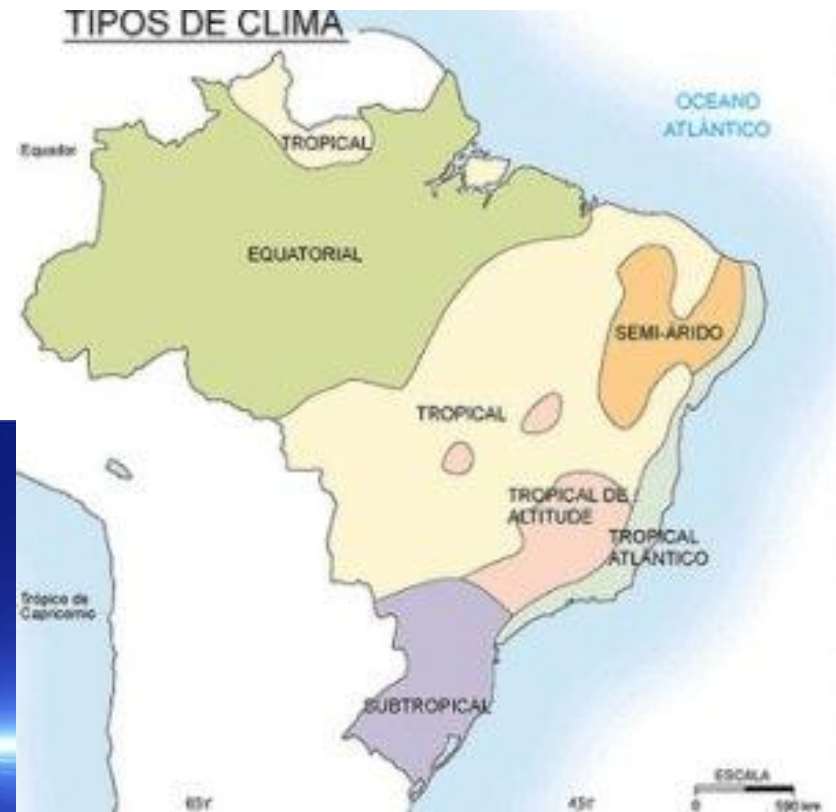 TIPOS DE CLIMA
OCEANO
ATLÂNTICO
Equador
TROPICAL
EQUATORIAL
SEMI-ÁRIDO
TROPICAL
TROPICAL DE
ALTITUDE
TROPICAL
ATLÂNTICO
Trópico de
Capricórnio
SUBTROPICAL
ESCALA
0